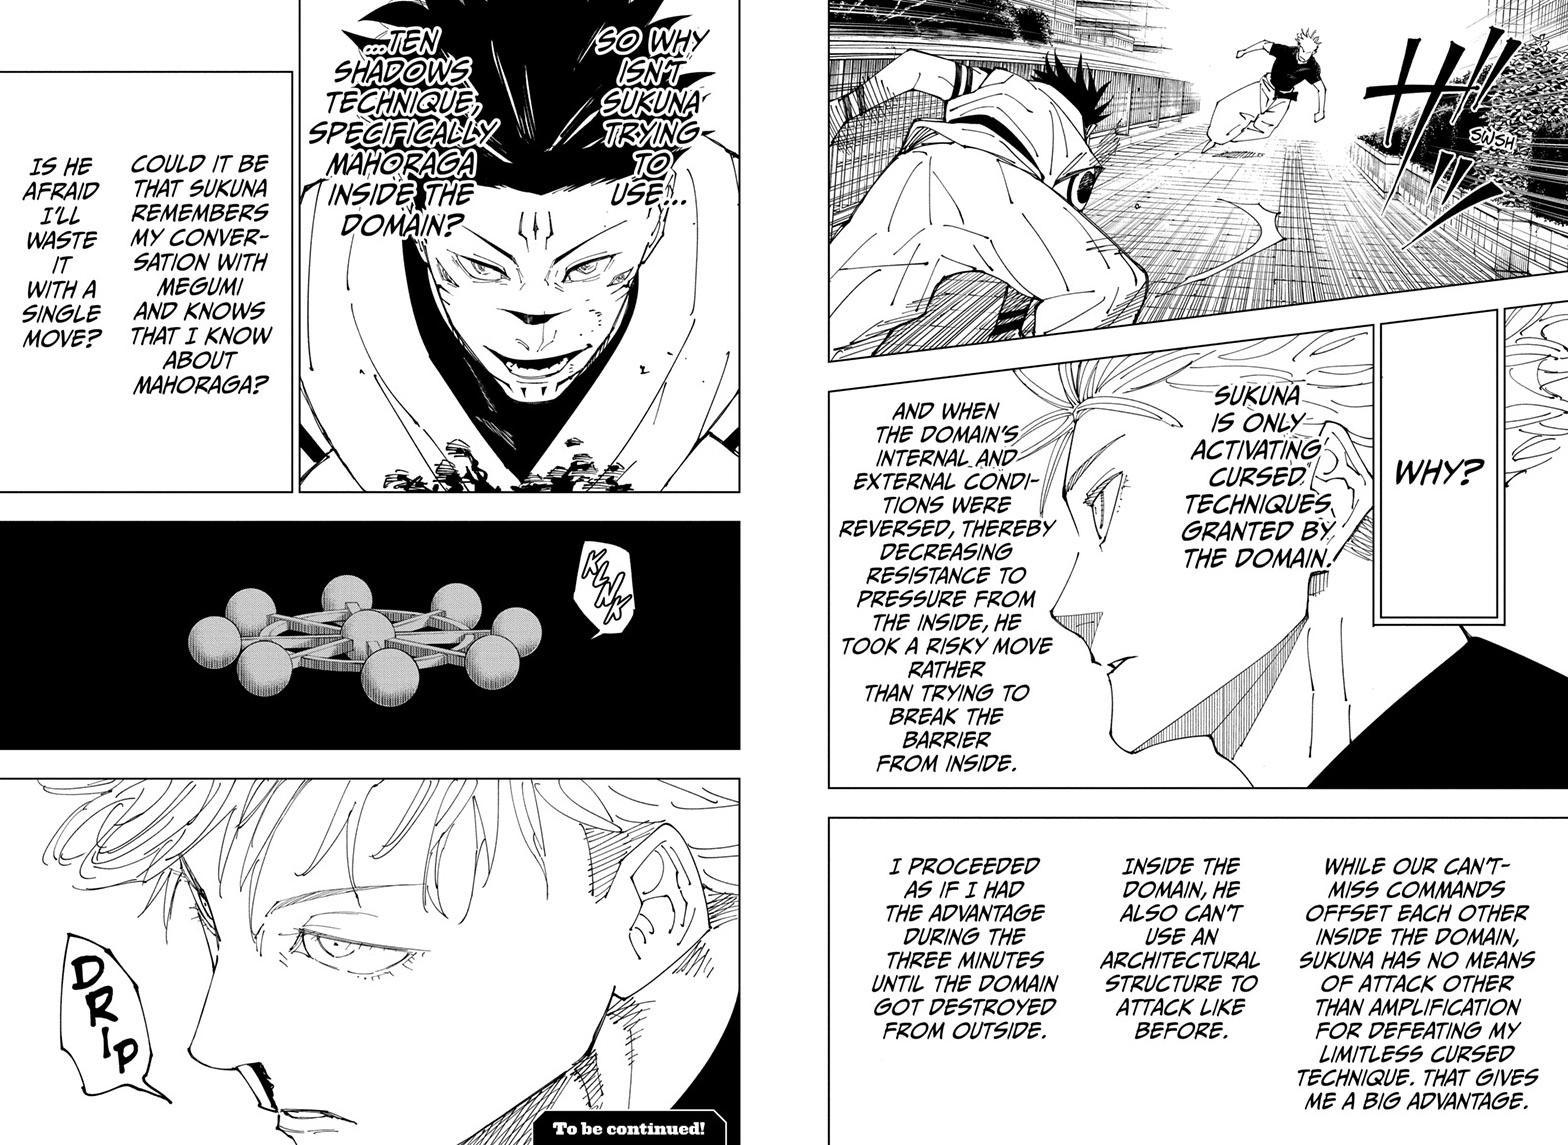 SWSH
WHY?
SUKUNA
IS ONLY
ACTIVATING
CURSED
TECHNIQUES
GRANTED BY
THE DOMAIN.
AND WHEN
THE DOMAIN'S
INTERNAL AND
EXTERNAL CONDI-
TIONS WERE
REVERSED, THEREBY
DECREASING
RESISTANCE TO
PRESSURE FROM
THE INSIDE, HE
TOOK A RISKY MOVE
RATHER
THAN TRYING TO
BREAK THE
BARRIER
FROM INSIDE.
WHILE OUR CAN'T-
MISS COMMANDS
OFFSET EACH OTHER
INSIDE THE DOMAIN,
SUKUNA HAS NO MEANS
OF ATTACK OTHER
THAN AMPLIFICATION
FOR DEFEATING MY
LIMITLESS CURSED
TECHNIQUE. THAT GIVES
ME A BIG ADVANTAGE.
INSIDE THE
DOMAIN, HE
ALSO CAN'T
USE AN
ARCHITECTURAL
STRUCTURE TO
ATTACK LIKE
BEFORE.
I PROCEEDED
AS IF I HAD
THE ADVANTAGE
DURING THE
THREE MINUTES
UNTIL THE DOMAIN
GOT DESTROYED
FROM OUTSIDE.
SO WHY
ISN'T
SUKUNA
TRYING
TO
USE...
...TEN
SHADOWS
TECHNIQUE,
SPECIFICALLY
MAHORAGA
INSIDE THE
DOMAIN?
COULD IT BE
THAT SUKUNA
REMEMBERS
MY CONVER-
SATION WITH
MEGUMI
AND KNOWS
THAT I KNOW
ABOUT
MAHORAGA?
IS HE
AFRAID
I'LL
WASTE
IT
WITH A
SINGLE
MOVE?
KLNK
DRIP
To be continued!